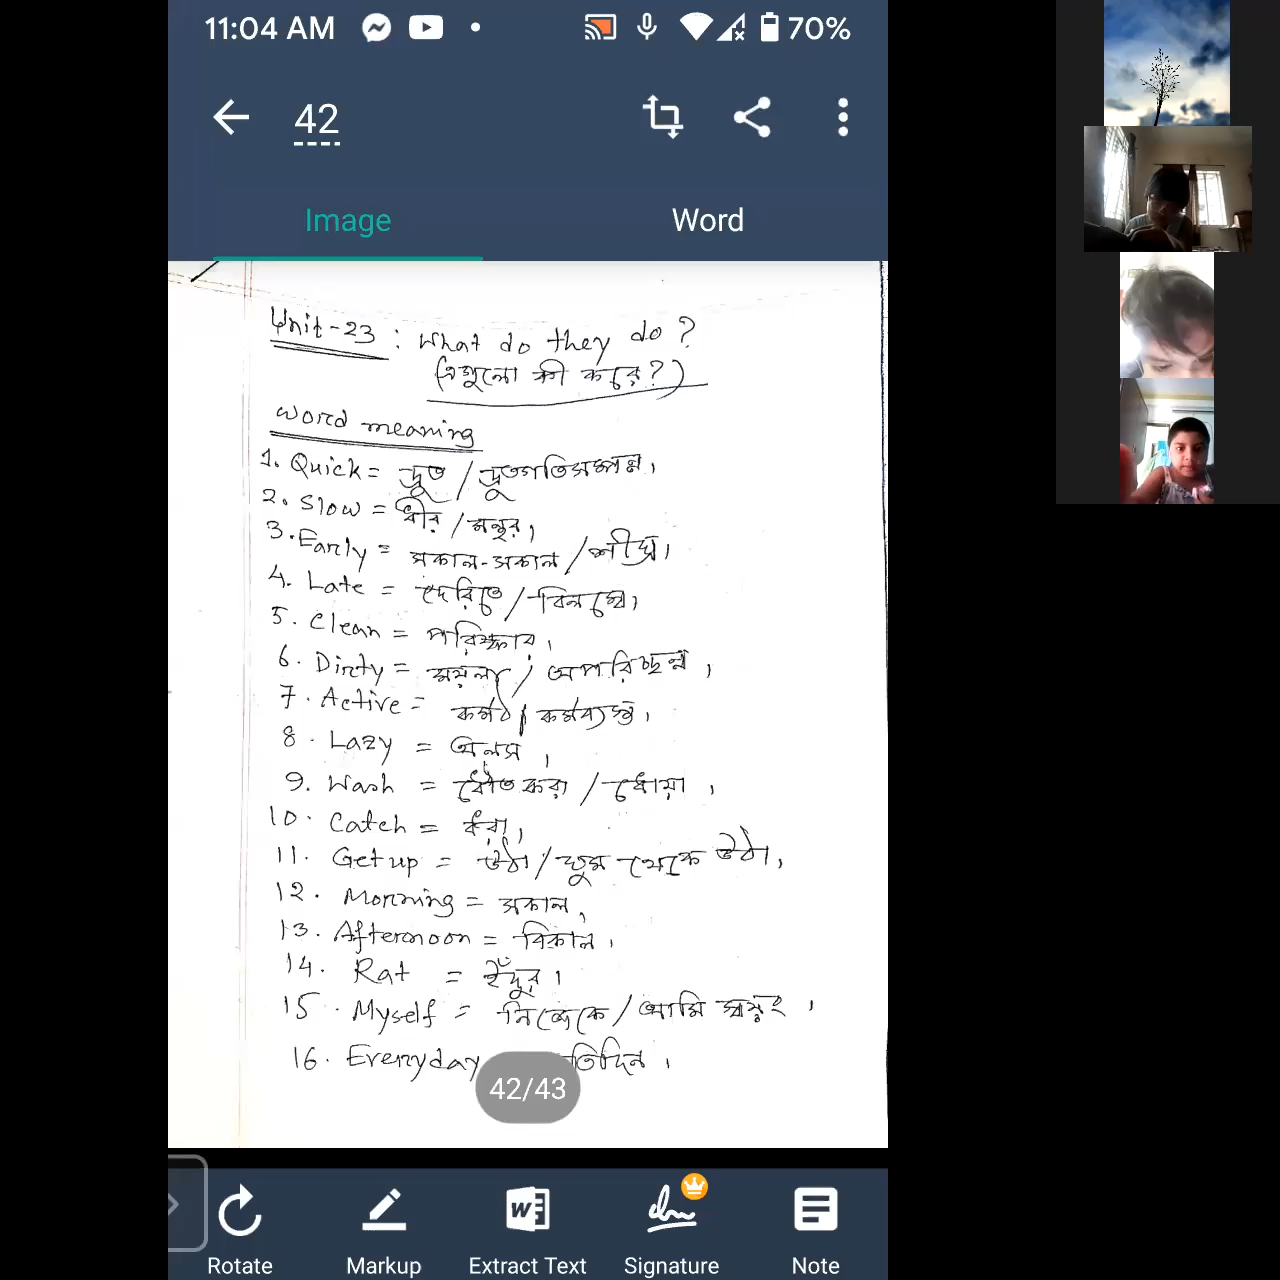 11:04 AM 70%
42
Image Word
Unit-23 : What do they do?
(এগুলো কী করে?)
Word meaning
1. Quick = দ্রুত / দ্রুতগতিসম্পন্ন,
2. Slow = ধীর / মন্থর,
3. Early = সকাল-সকাল / শীঘ্র।
4. Late = দেরিতে / বিলম্বে।
5. Clean = পরিষ্কার,
6. Dirty = ময়লা / অপরিচ্ছন্ন,
7. Active = কর্মঠ / কর্মব্যস্ত,
8. Lazy = অলস,
9. Wash = ধৌত করা / ধোয়া,
10. Catch = ধরা,
11. Get up = উঠা / ঘুম থেকে উঠা,
12. Morning = সকাল,
13. Afternoon = বিকাল,
14. Rat = ইঁদুর।
15. Myself = নিজেকে / আমি স্বয়ং,
16. Everyday তিদিন,
42/43
Rotate Markup Extract Text Signature Note